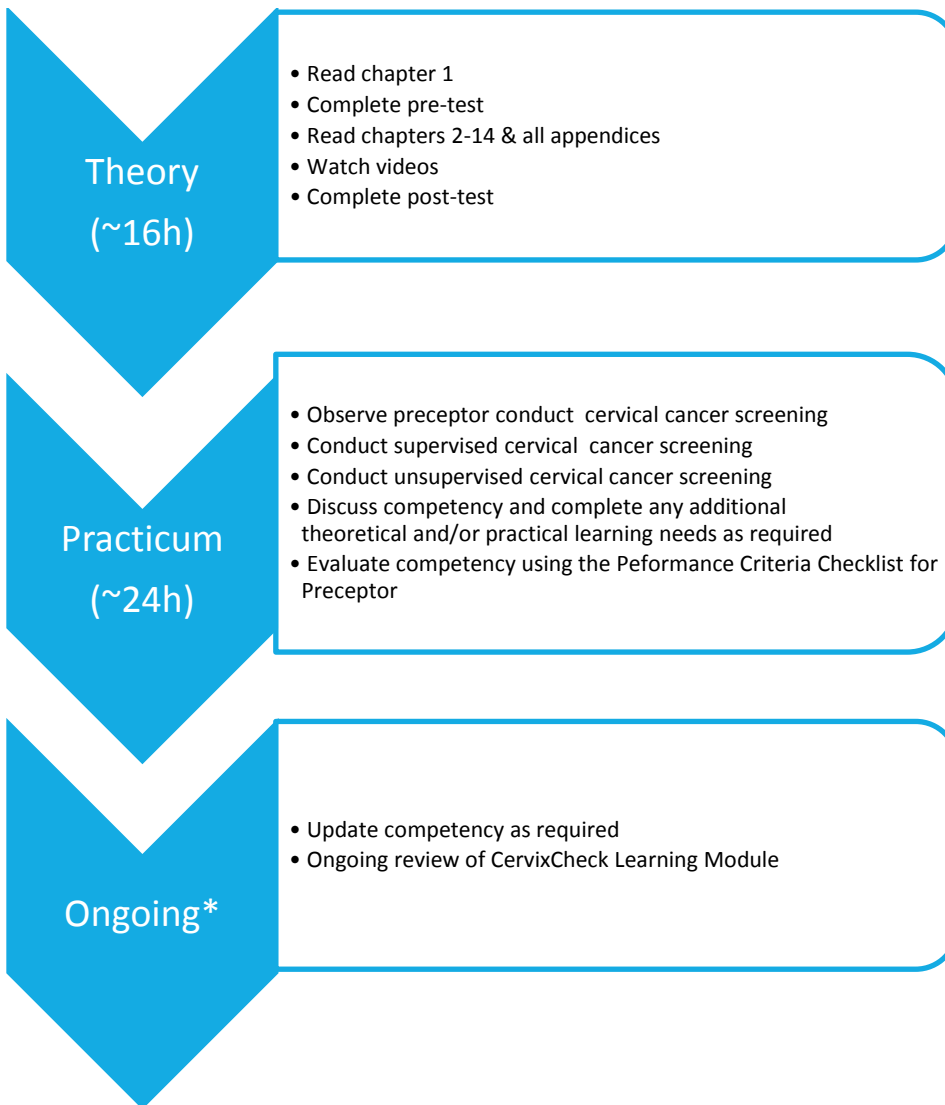 Theory
(~16h)
• Read chapter 1
• Complete pre-test
• Read chapters 2-14 & all appendices
• Watch videos
• Complete post-test
Practicum
(~24h)
• Observe preceptor conduct cervical cancer screening
• Conduct supervised cervical cancer screening
• Conduct unsupervised cervical cancer screening
• Discuss competency and complete any additional
theoretical and/or practical learning needs as required
• Evaluate competency using the Peformance Criteria Checklist for
Preceptor
Ongoing*
• Update competency as required
• Ongoing review of CervixCheck Learning Module